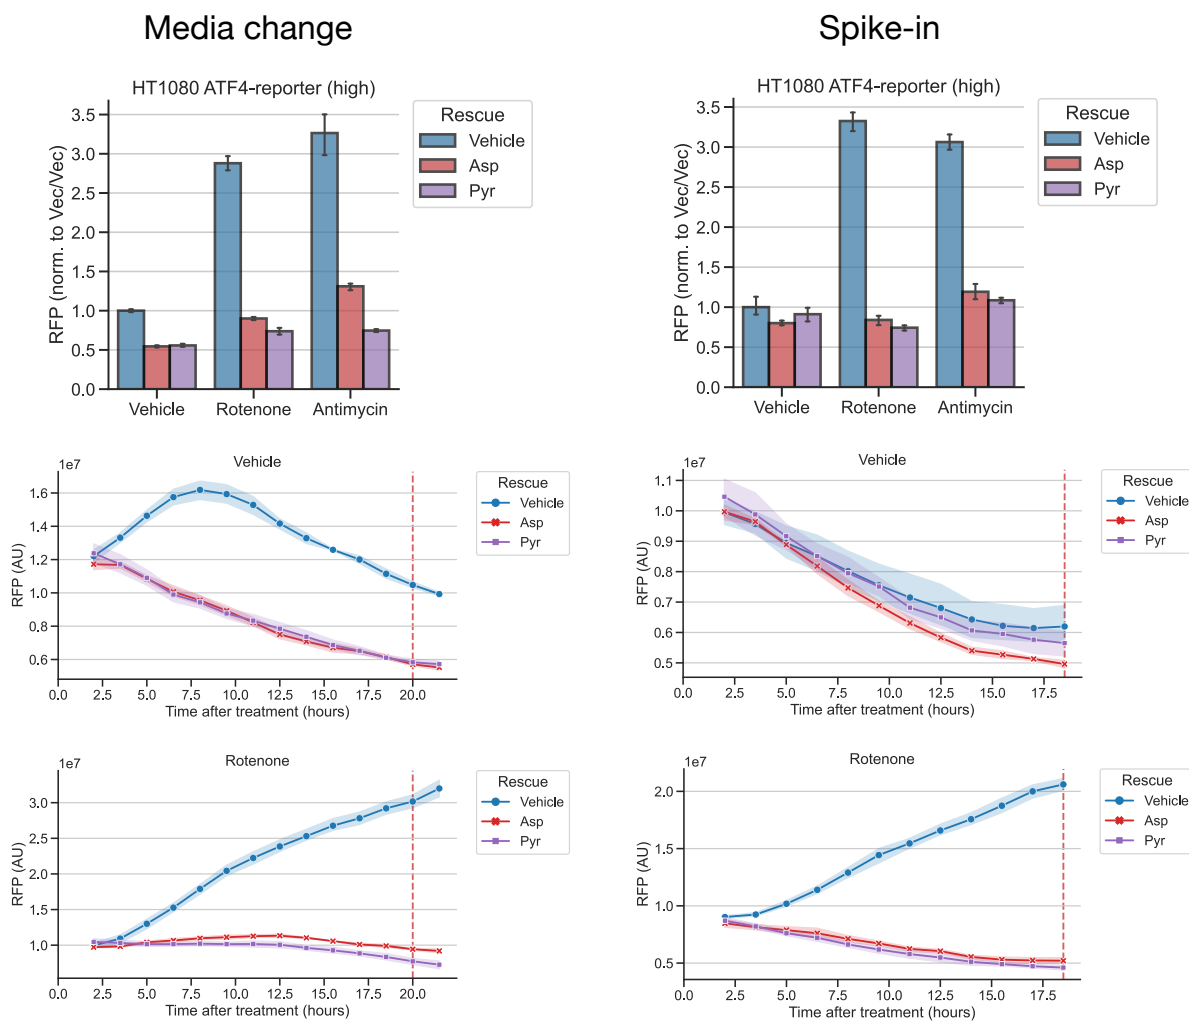 Media change
Spike-in
HT1080 ATF4-reporter (high)
RFP (norm. to Vec/Vec)
3.5
3.0
2.5
2.0
1.5
1.0
0.5
0.0
Vehicle
Rotenone
Antimycin
Rescue
Vehicle
Asp
Pyr
HT1080 ATF4-reporter (high)
RFP (norm. to Vec/Vec)
3.5
3.0
2.5
2.0
1.5
1.0
0.5
0.0
Vehicle
Rotenone
Antimycin
Rescue
Vehicle
Asp
Pyr
1e7
Vehicle
RFP (AU)
1.6
1.4
1.2
1.0
0.8
0.6
0.0 2.5 5.0 7.5 10.0 12.5 15.0 17.5 20.0
Time after treatment (hours)
Rescue
Vehicle
Asp
Pyr
1e7
Vehicle
RFP (AU)
1.1
1.0
0.9
0.8
0.7
0.6
0.5
0.0 2.5 5.0 7.5 10.0 12.5 15.0 17.5
Time after treatment (hours)
Rescue
Vehicle
Asp
Pyr
1e7
Rotenone
RFP (AU)
3.0
2.5
2.0
1.5
1.0
0.0 2.5 5.0 7.5 10.0 12.5 15.0 17.5 20.0
Time after treatment (hours)
Rescue
Vehicle
Asp
Pyr
1e7
Rotenone
RFP (AU)
2.0
1.5
1.0
0.5
0.0 2.5 5.0 7.5 10.0 12.5 15.0 17.5
Time after treatment (hours)
Rescue
Vehicle
Asp
Pyr